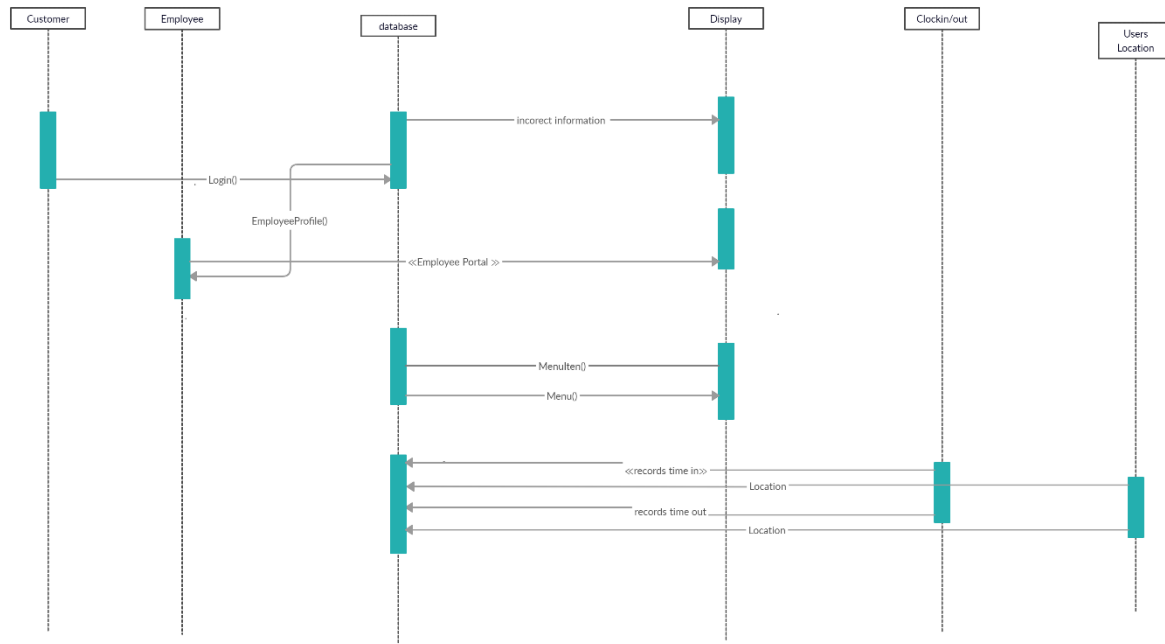 Customer
Employee
database
Display
Clockin/out
Users
Location
incorect information
Login()
EmployeeProfile()
≪Employee Portal ≫
MenuIten()
Menu()
≪records time in≫
Location
records time out
Location